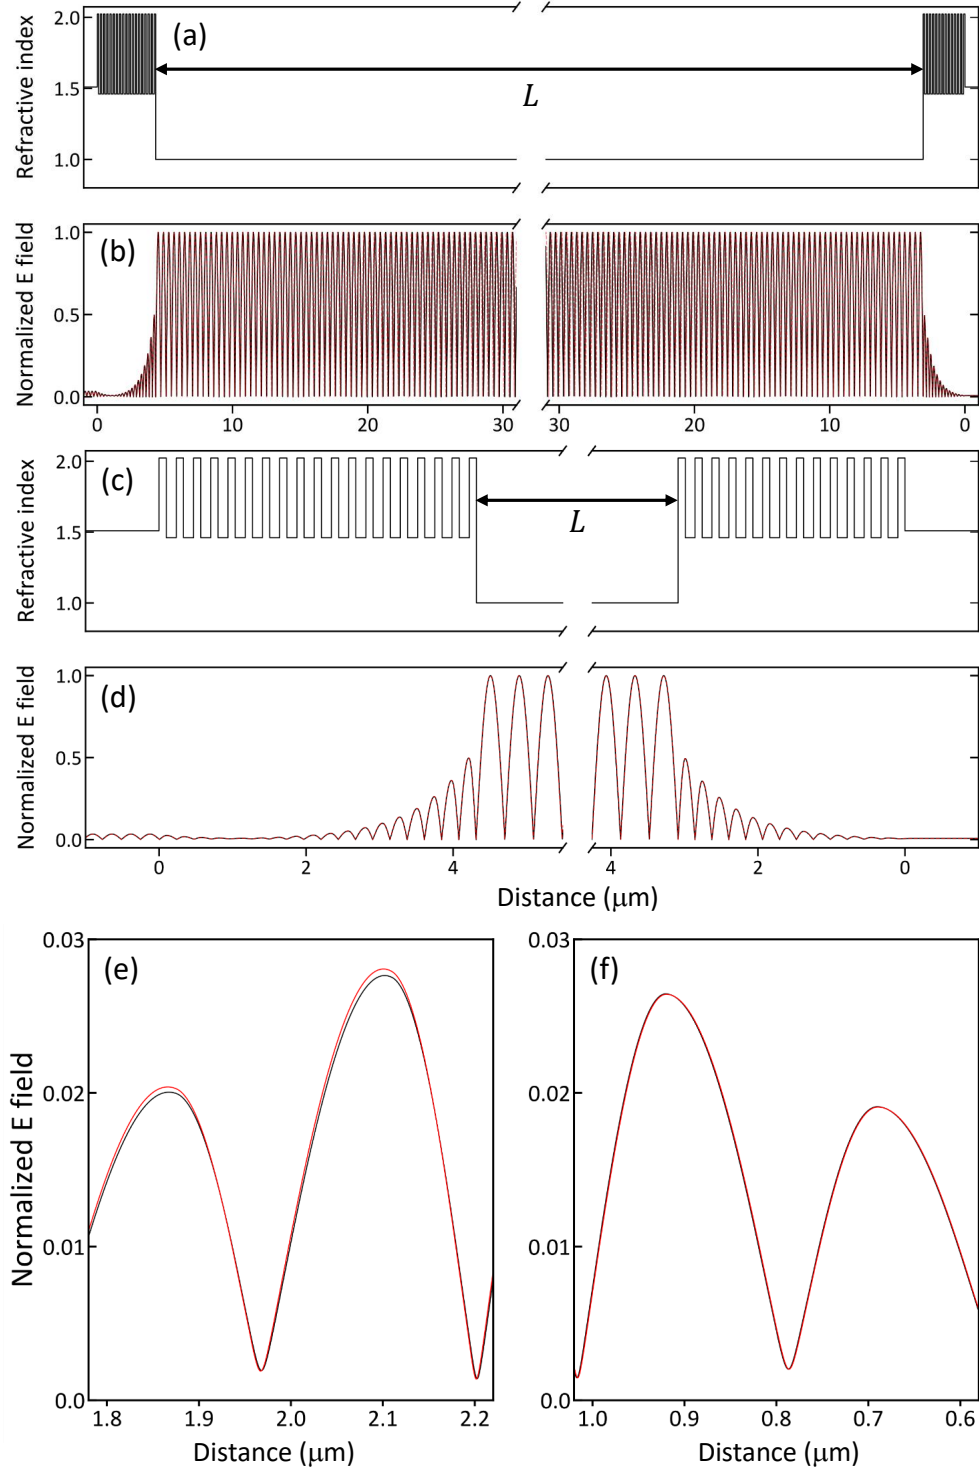 Refractive index
2.0
1.5
1.0
(a)
L
Normalized E field
1.0
0.5
0.0
(b)
0 10 20 30 30 20 10 0
Refractive index
2.0
1.5
1.0
(c)
L
Normalized E field
1.0
0.5
0.0
(d)
0 2 4 4 2 0
Distance (μm)
Normalized E field
0.03
0.02
0.01
0.0
(e)
1.8 1.9 2.0 2.1 2.2
Distance (μm)
0.03
0.02
0.01
0.0
(f)
1.0 0.9 0.8 0.7 0.6
Distance (μm)